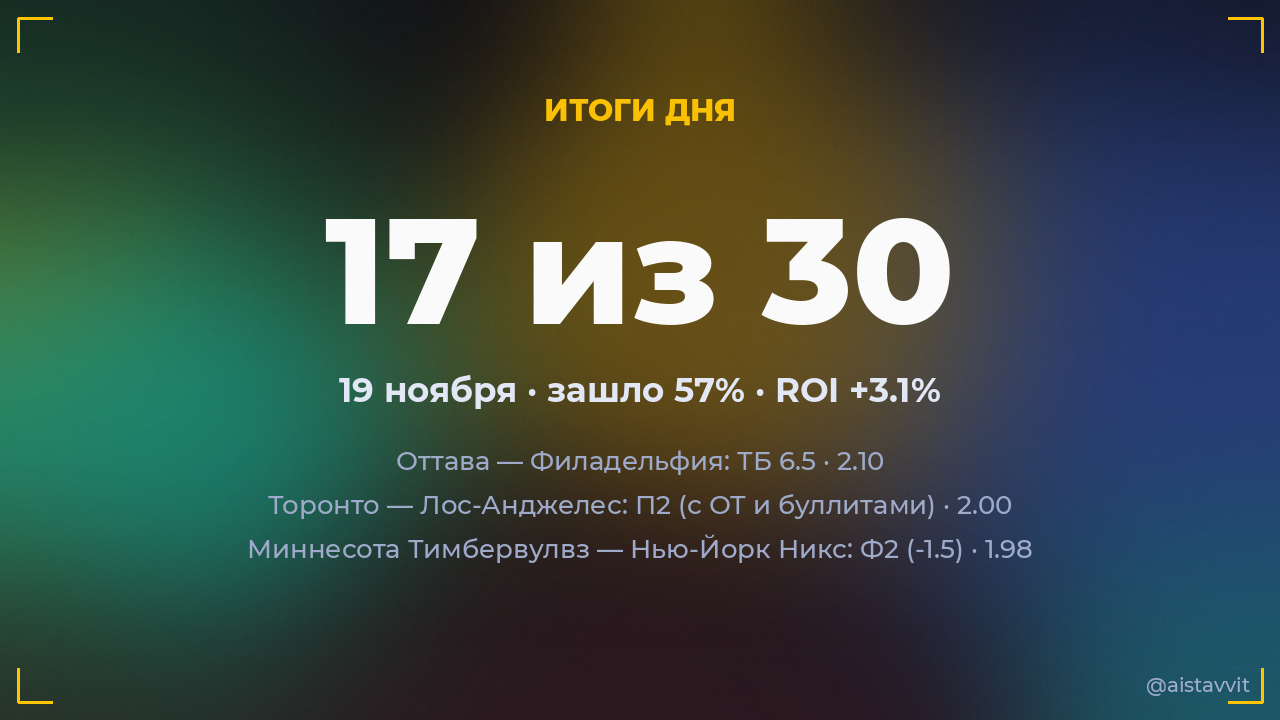 ИТОГИ ДНЯ
17 из 30
19 ноября · зашло 57% · ROI +3.1%
Оттава — Филадельфия: ТБ 6.5 · 2.10
Торонто — Лос-Анджелес: П2 (с ОТ и буллитами) · 2.00
Миннесота Тимбервулвз — Нью-Йорк Никс: Ф2 (-1.5) · 1.98
@aistavvit